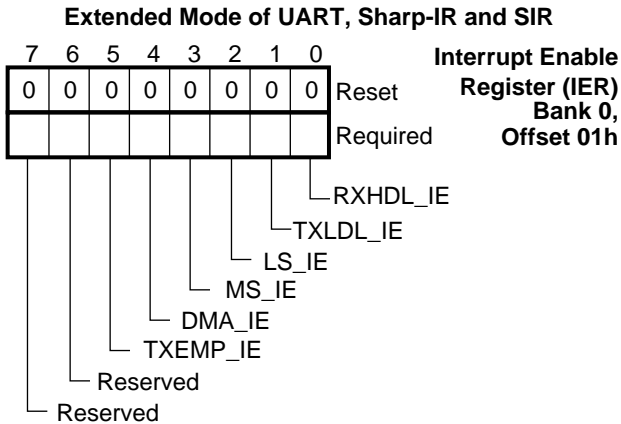 Extended Mode of UART, Sharp-IR and SIR
7 6 5 4 3 2 1 0
Interrupt Enable
Register (IER)
Bank 0,
Offset 01h
0 0 0 0 0 0 0 0 Reset
Required
RXHDL_IE
TXLDL_IE
LS_IE
MS_IE
DMA_IE
TXEMP_IE
Reserved
Reserved